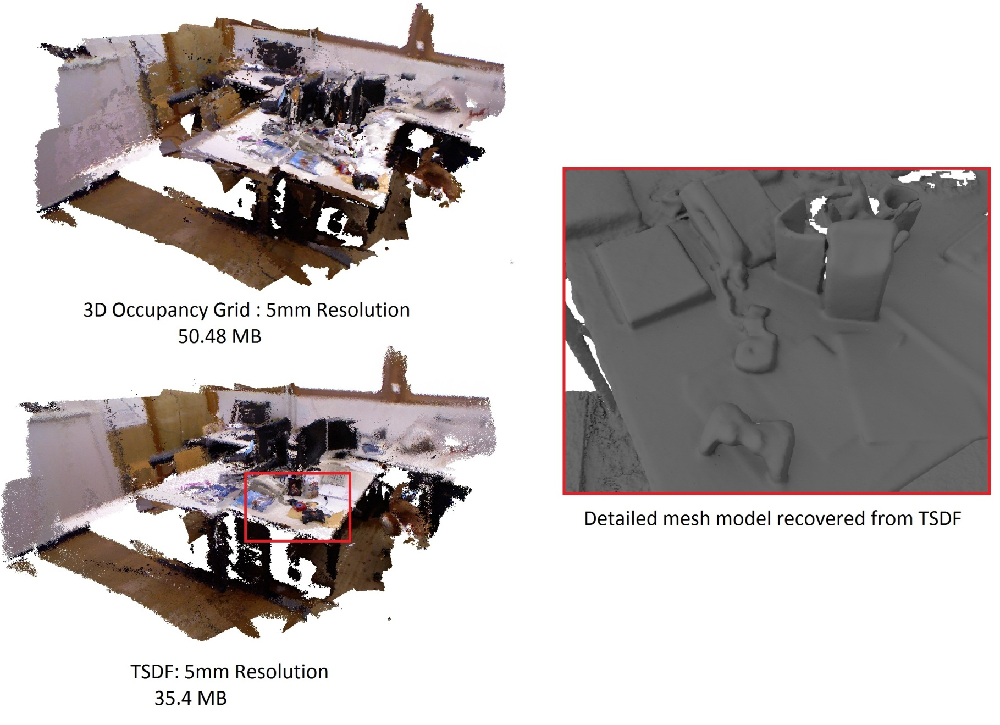 3D Occupancy Grid : 5mm Resolution
50.48 MB
TSDF: 5mm Resolution
35.4 MB
Detailed mesh model recovered from TSDF